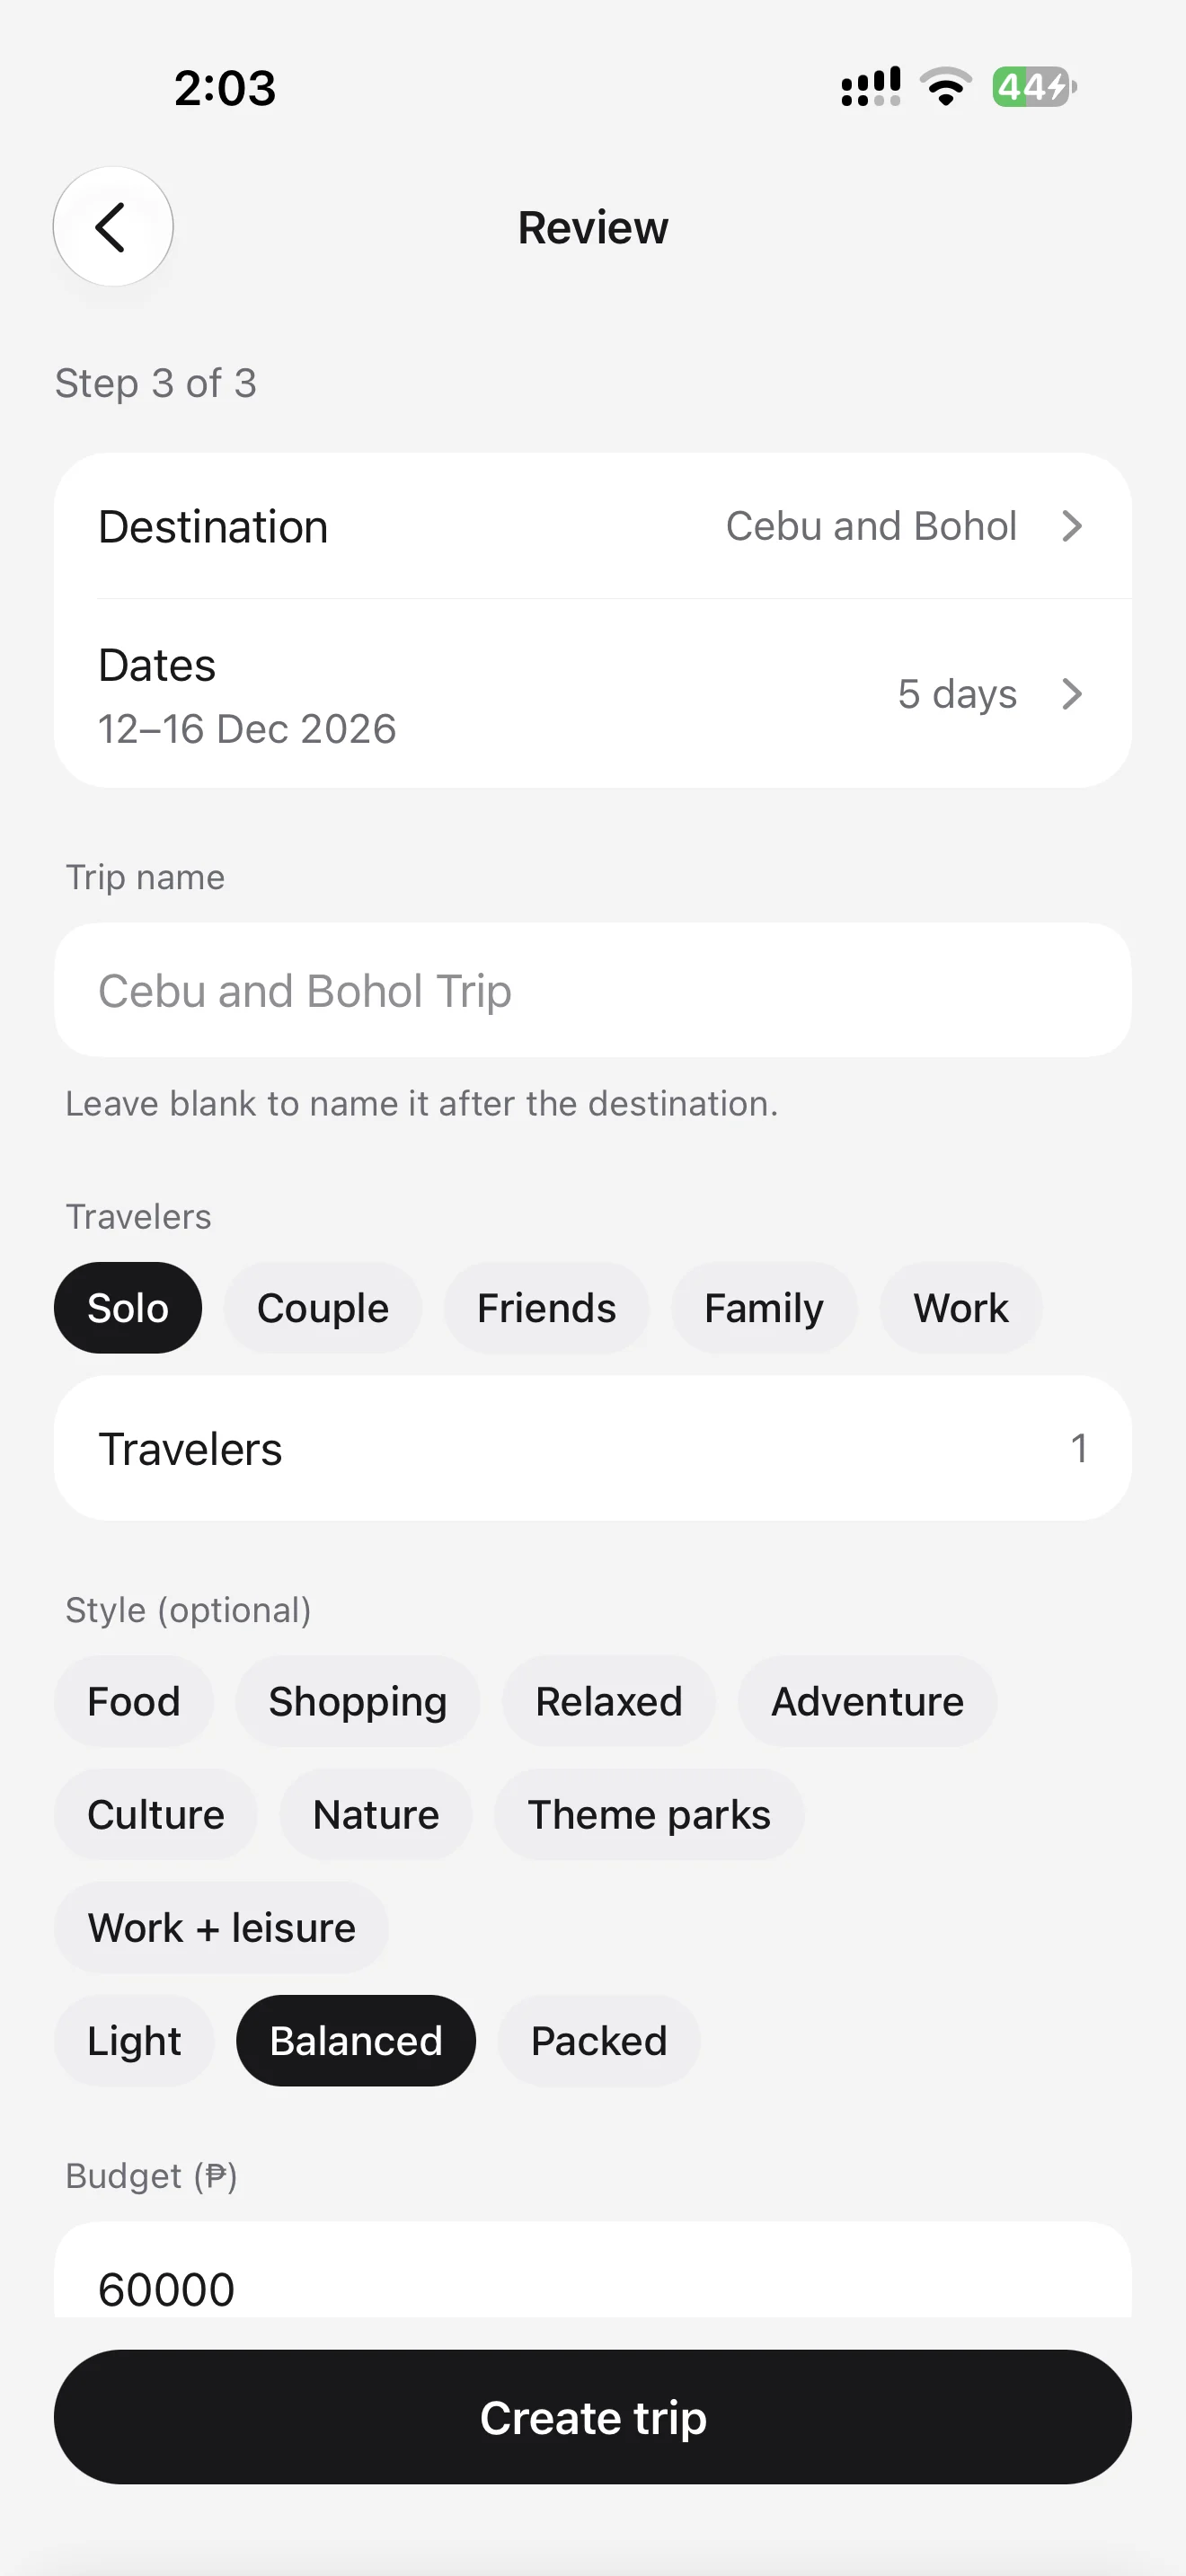 2:03
44
Review
Step 3 of 3
Destination
Cebu and Bohol
Dates
12–16 Dec 2026
5 days
Trip name
Cebu and Bohol Trip
Leave blank to name it after the destination.
Travelers
Solo Couple Friends Family Work
Travelers 1
Style (optional)
Food Shopping Relaxed Adventure
Culture Nature Theme parks
Work + leisure
Light Balanced Packed
Budget (₱)
60000
Create trip